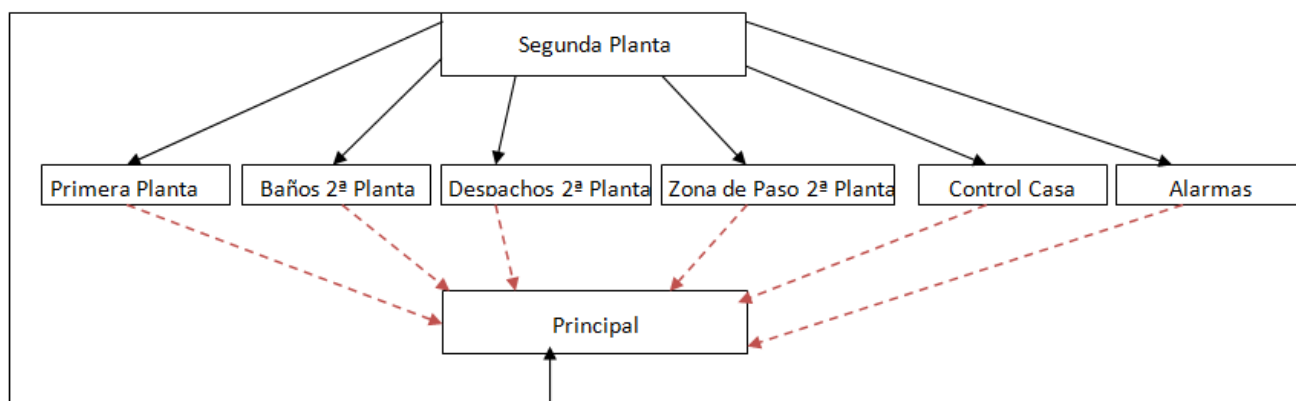 Segunda Planta
Primera Planta
Baños 2ª Planta
Despachos 2ª Planta
Zona de Paso 2ª Planta
Control Casa
Alarmas
Principal